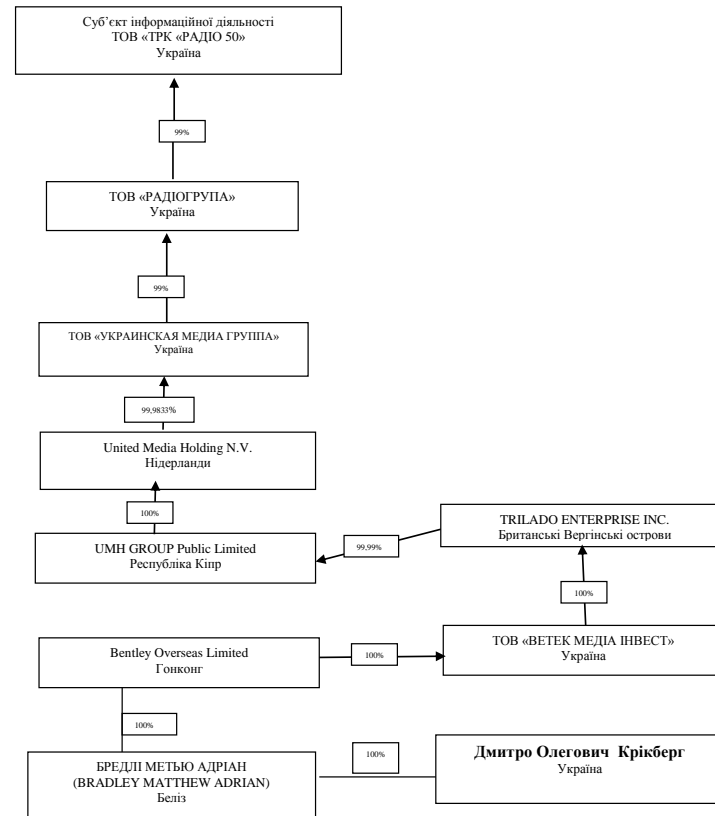 Суб’єкт інформаційної діяльності
ТОВ «ТРК «РАДІО 50»
Україна
99%
ТОВ «РАДІОГРУПА»
Україна
99%
ТОВ «УКРАИНСКАЯ МЕДИА ГРУППА»
Україна
99,9833%
United Media Holding N.V.
Нідерланди
100%
UMH GROUP Public Limited
Республіка Кіпр
99,99%
TRILADO ENTERPRISE INC.
Британські Вергінські острови
100%
Bentley Overseas Limited
Гонконг
100%
ТОВ «ВЕТЕК МЕДІА ІНВЕСТ»
Україна
100%
БРЕДЛІ МЕТЬЮ АДРІАН
(BRADLEY MATTHEW ADRIAN)
Беліз
100%
Дмитро Олегович Крікберг
Україна